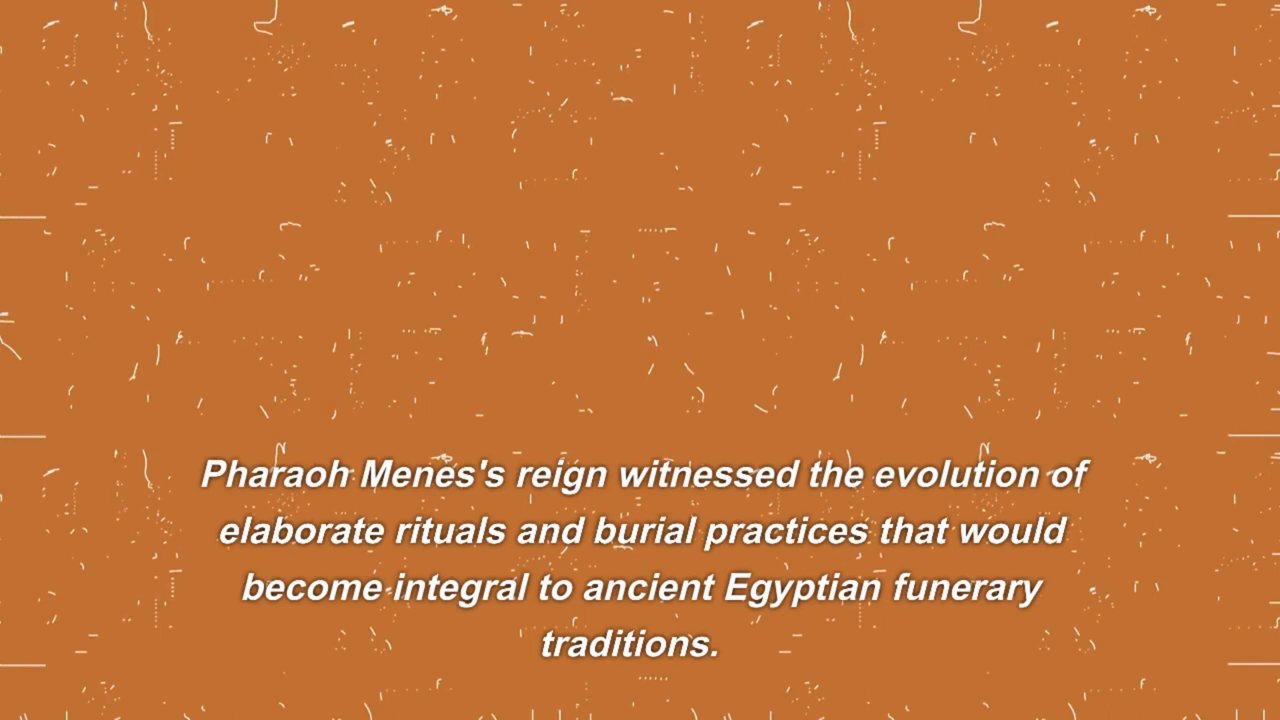 Pharaoh Menes's reign witnessed the evolution of
elaborate rituals and burial practices that would
become integral to ancient Egyptian funerary
traditions.